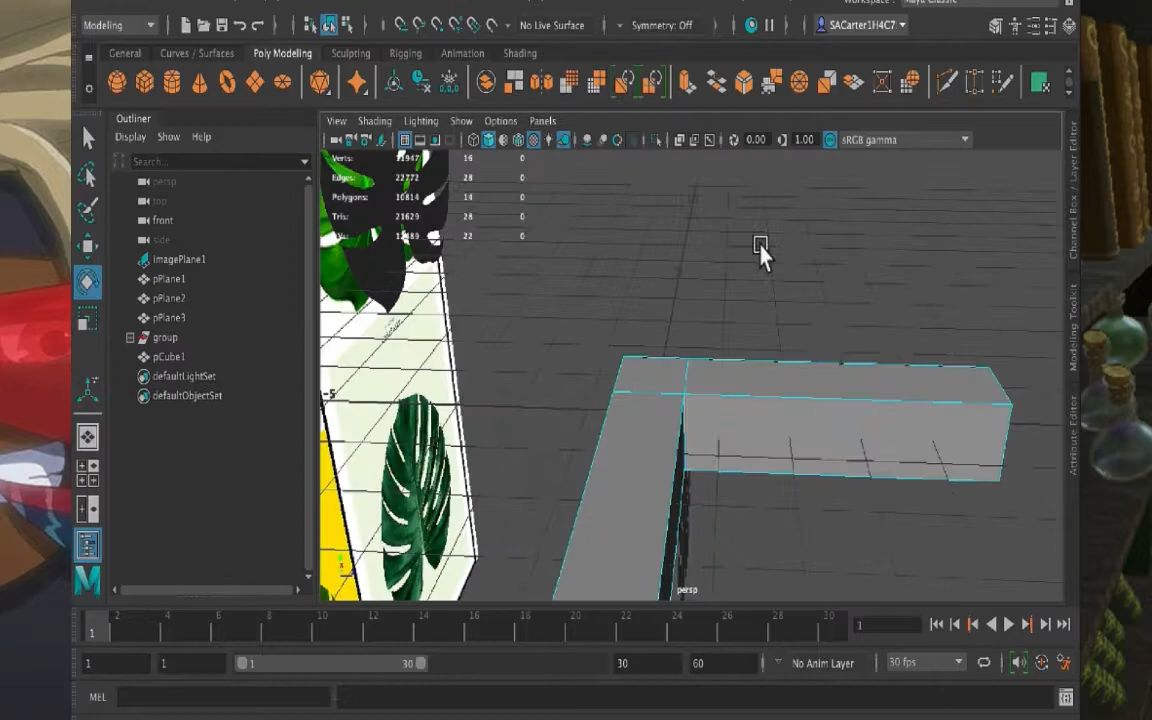 Modeling
No Live Surface
Symmetry: Off
SACarter1H4C7
General
Curves / Surfaces
Poly Modeling
Sculpting
Rigging
Animation
Shading
Outliner
Display
Show
Help
Search...
persp
top
front
side
imagePlane1
pPlane1
pPlane2
pPlane3
group
pCube1
defaultLightSet
defaultObjectSet
View
Shading
Lighting
Show
Options
Panels
0.00
1.00
sRGB gamma
Verts: 11947 16 0
Edges: 22772 28 0
Polygons: 10814 14 0
Tris: 21629 28 0
22 0
persp
Channel Box / Layer Editor
Modeling Toolkit
Attribute Editor
2 4 6 8 10 12 14 16 18 20 22 24 26 28 30
1
1
1
1
1
30
30
60
No Anim Layer
30 fps
MEL